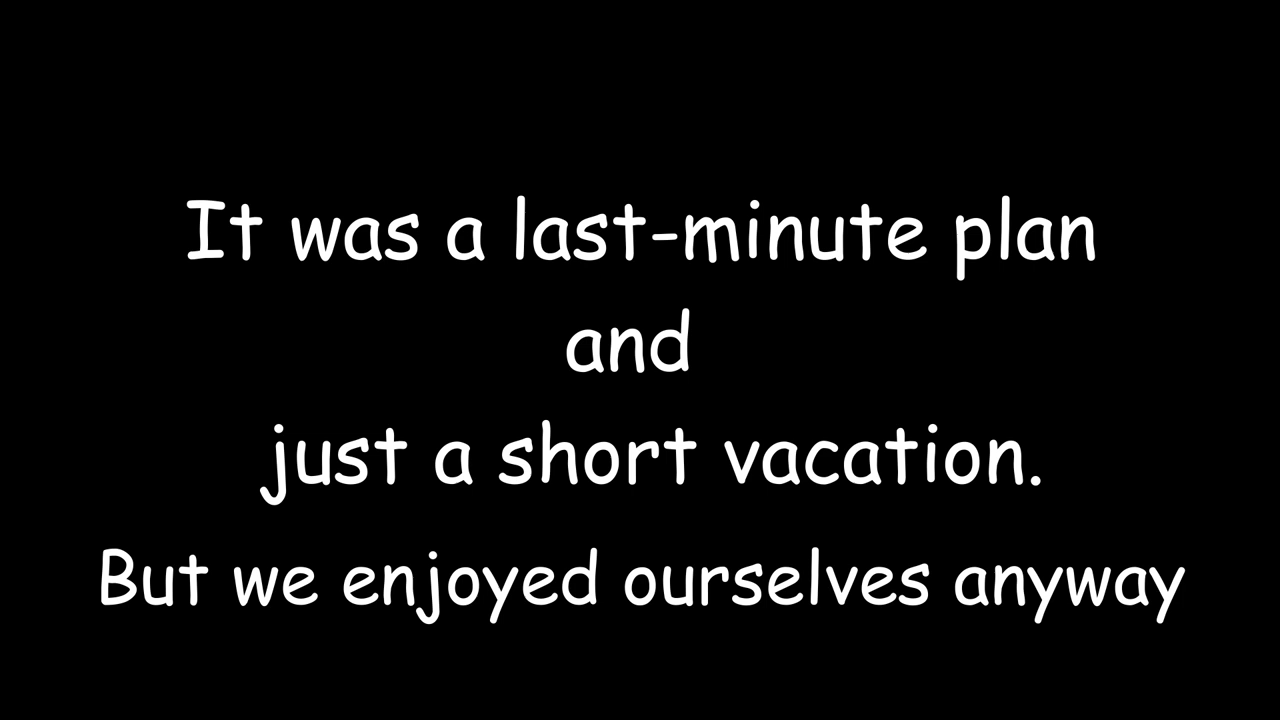 It was a last-minute plan
and
just a short vacation.
But we enjoyed ourselves anyway